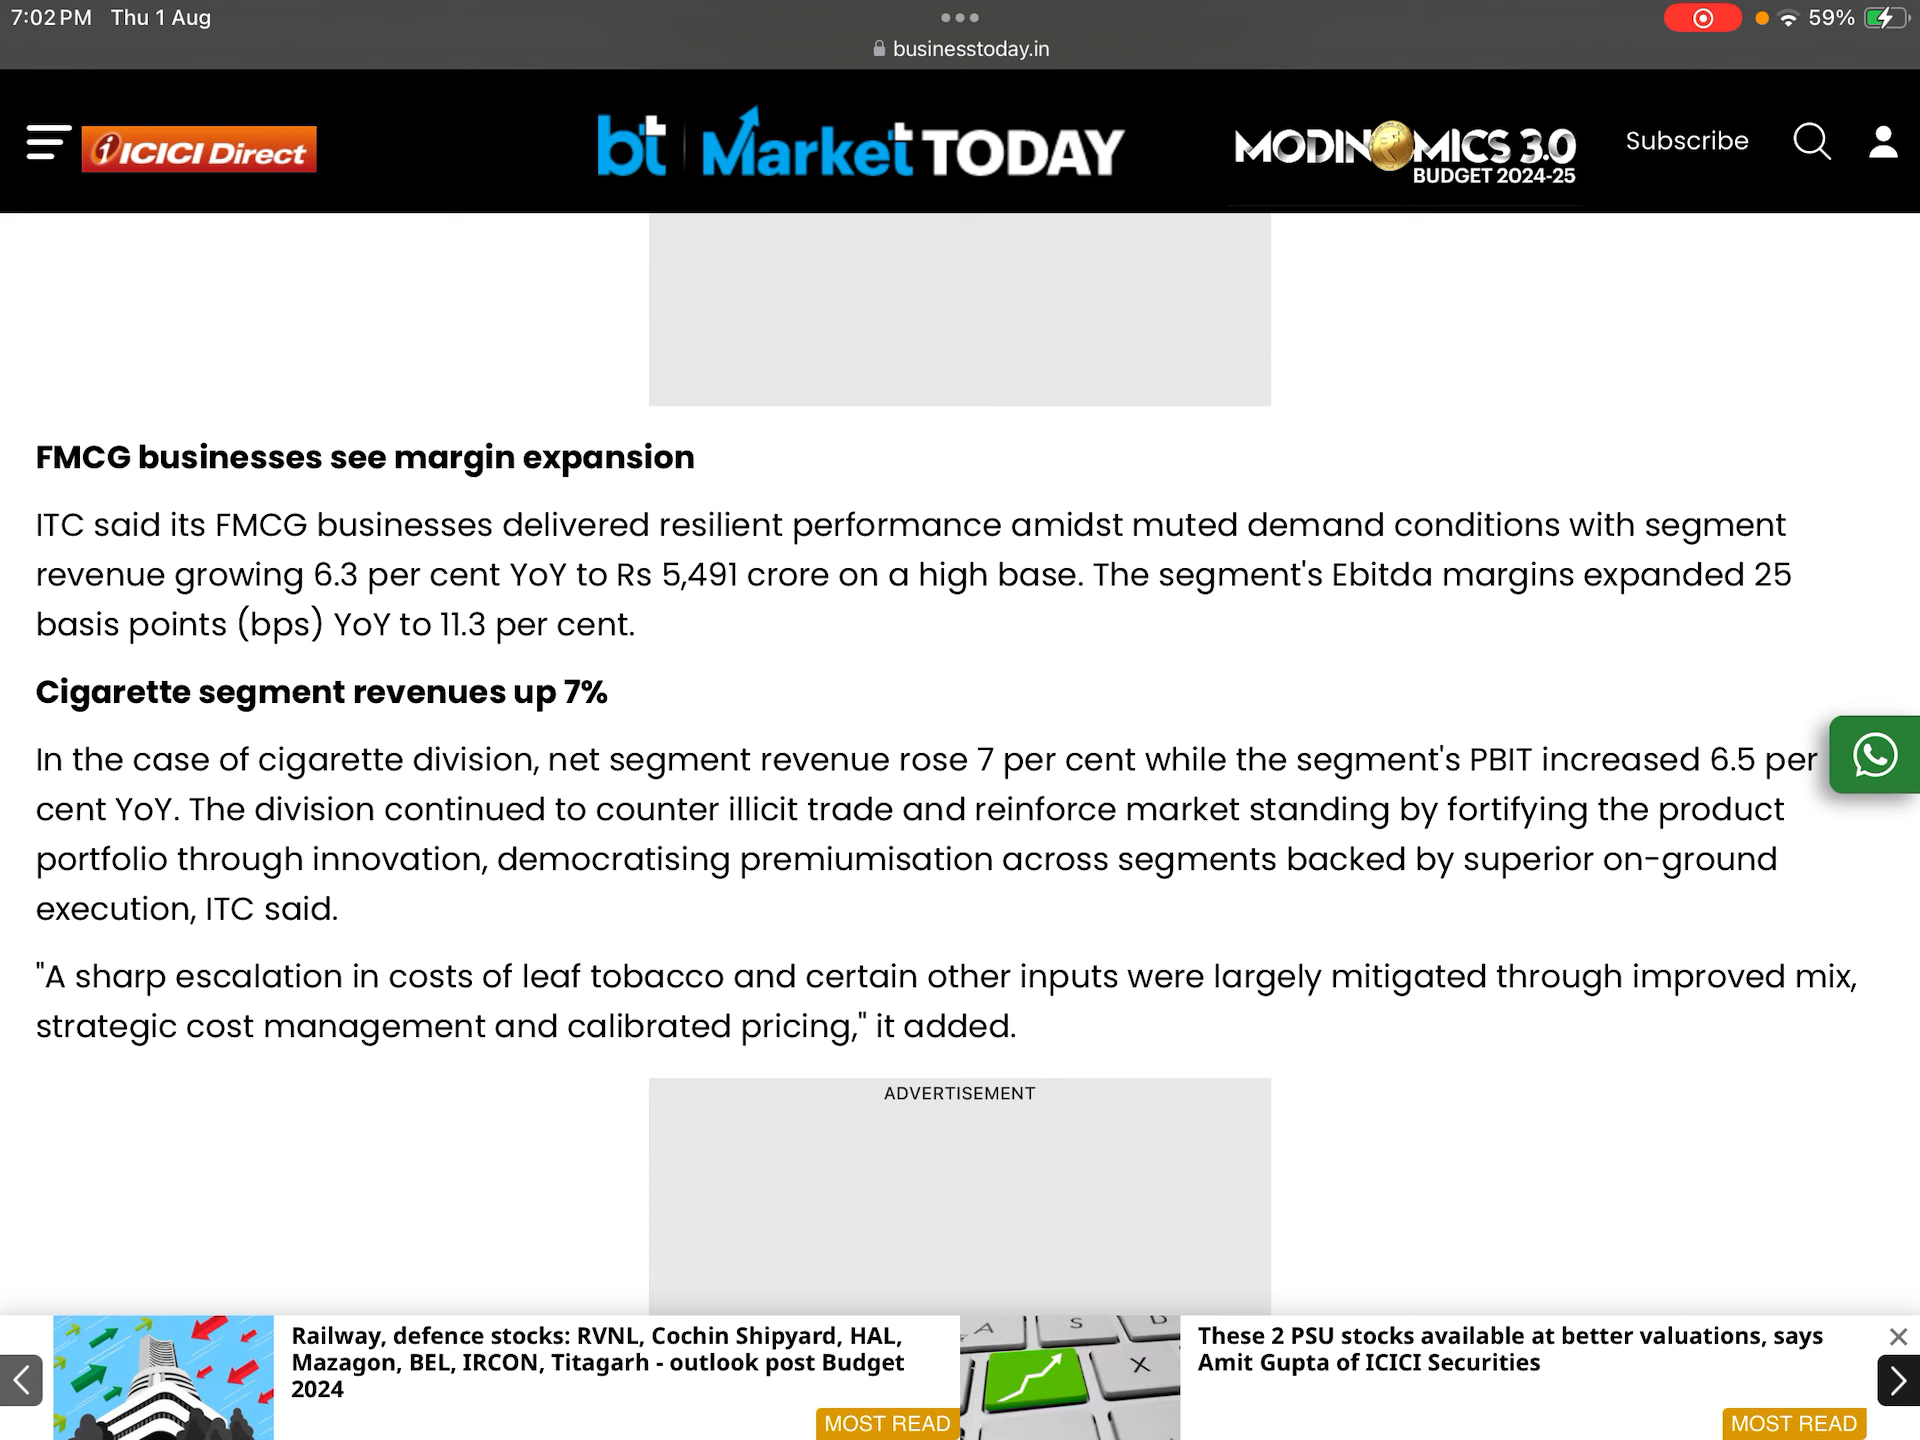 7:02 PM Thu 1 Aug
59%
businesstoday.in
ICICI Direct
bt Market TODAY
MODINOMICS 3.0
BUDGET 2024-25
Subscribe
FMCG businesses see margin expansion
ITC said its FMCG businesses delivered resilient performance amidst muted demand conditions with segment
revenue growing 6.3 per cent YoY to Rs 5,491 crore on a high base. The segment's Ebitda margins expanded 25
basis points (bps) YoY to 11.3 per cent.
Cigarette segment revenues up 7%
In the case of cigarette division, net segment revenue rose 7 per cent while the segment's PBIT increased 6.5 per
cent YoY. The division continued to counter illicit trade and reinforce market standing by fortifying the product
portfolio through innovation, democratising premiumisation across segments backed by superior on-ground
execution, ITC said.
"A sharp escalation in costs of leaf tobacco and certain other inputs were largely mitigated through improved mix,
strategic cost management and calibrated pricing," it added.
ADVERTISEMENT
Railway, defence stocks: RVNL, Cochin Shipyard, HAL,
Mazagon, BEL, IRCON, Titagarh - outlook post Budget
2024
MOST READ
A S D
X
These 2 PSU stocks available at better valuations, says
Amit Gupta of ICICI Securities
MOST READ